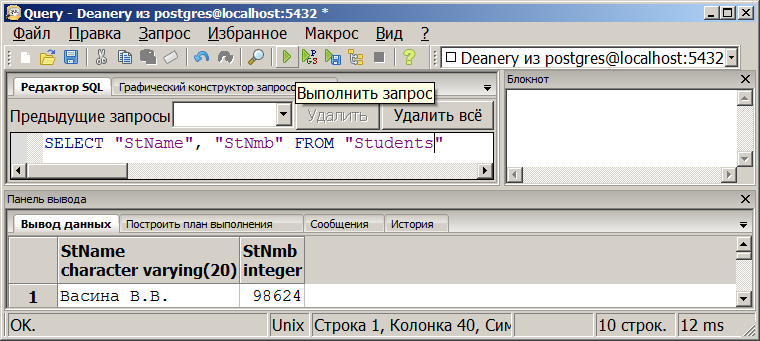 Query - Deanery из postgres@localhost:5432 *
Файл Правка Запрос Избранное Макрос Вид ?
Deanery из postgres@localhost:5432
Редактор SQL Графический конструктор запросо
Блокнот
Выполнить запрос
Предыдущие запросы Удалить Удалить всё
SELECT "StName", "StNmb" FROM "Students"
Панель вывода
Вывод данных Построить план выполнения Сообщения История
StName StNmb
character varying(20) integer
1 Васина В.В. 98624
OK. Unix Строка 1, Колонка 40, Сим 10 строк. 12 ms